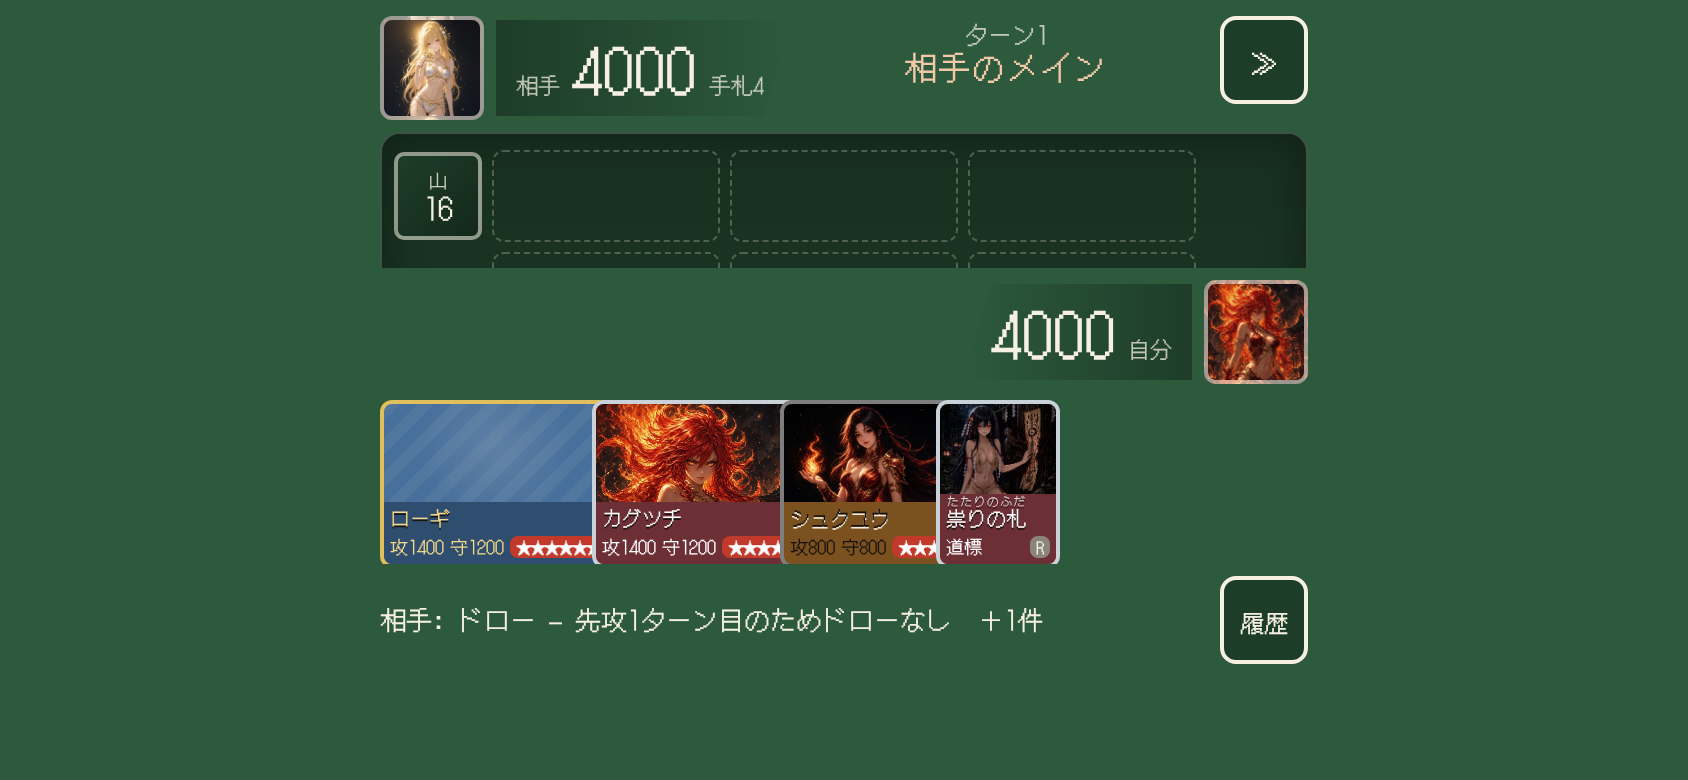 ターン1
相手 4000 手札4
相手のメイン
≫
山
16
4000 自分
ローギ
攻1400 守1200 ★★★★★★
カグツチ
攻1400 守1200 ★★★★
シュクユウ
攻800 守800 ★★★
たたりのふだ
祟りの札
道標 R
相手: ドロー − 先攻1ターン目のためドローなし ＋1件
履歴